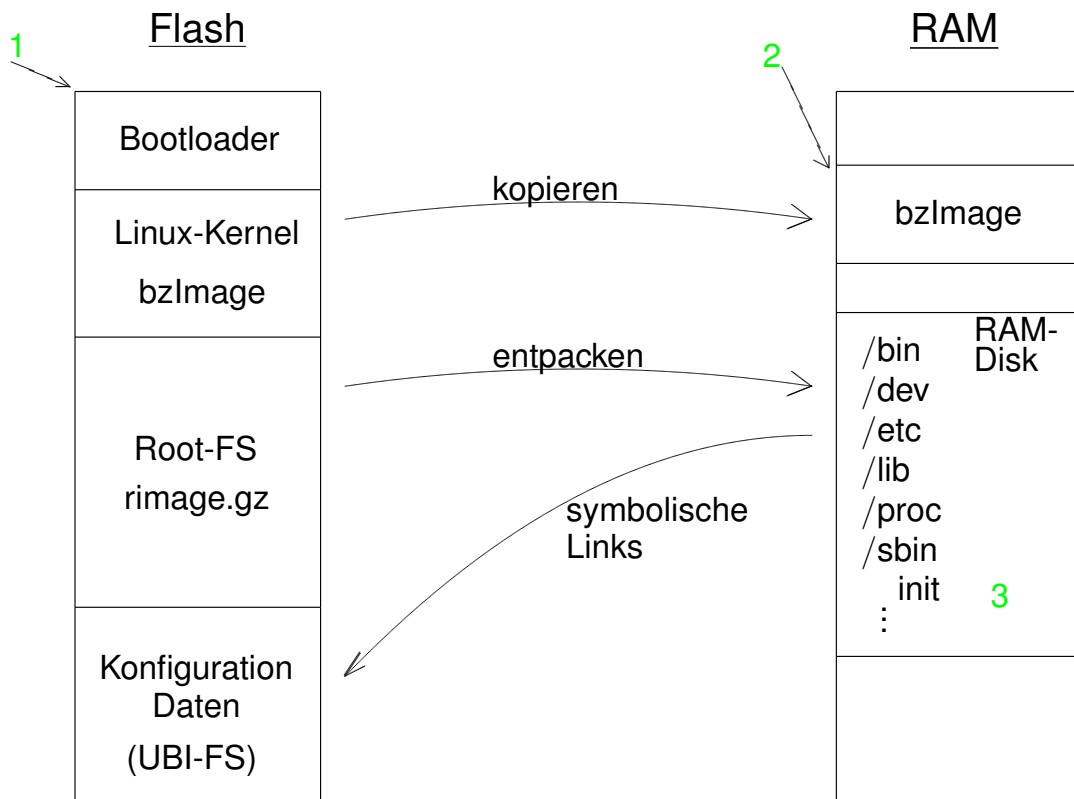 Flash
RAM
1
2
Bootloader
Linux-Kernel
bzImage
Root-FS
rimage.gz
Konfiguration
Daten
(UBI-FS)
kopieren
entpacken
symbolische
Links
bzImage
RAM-
Disk
/bin
/dev
/etc
/lib
/proc
/sbin
init
3
⋮